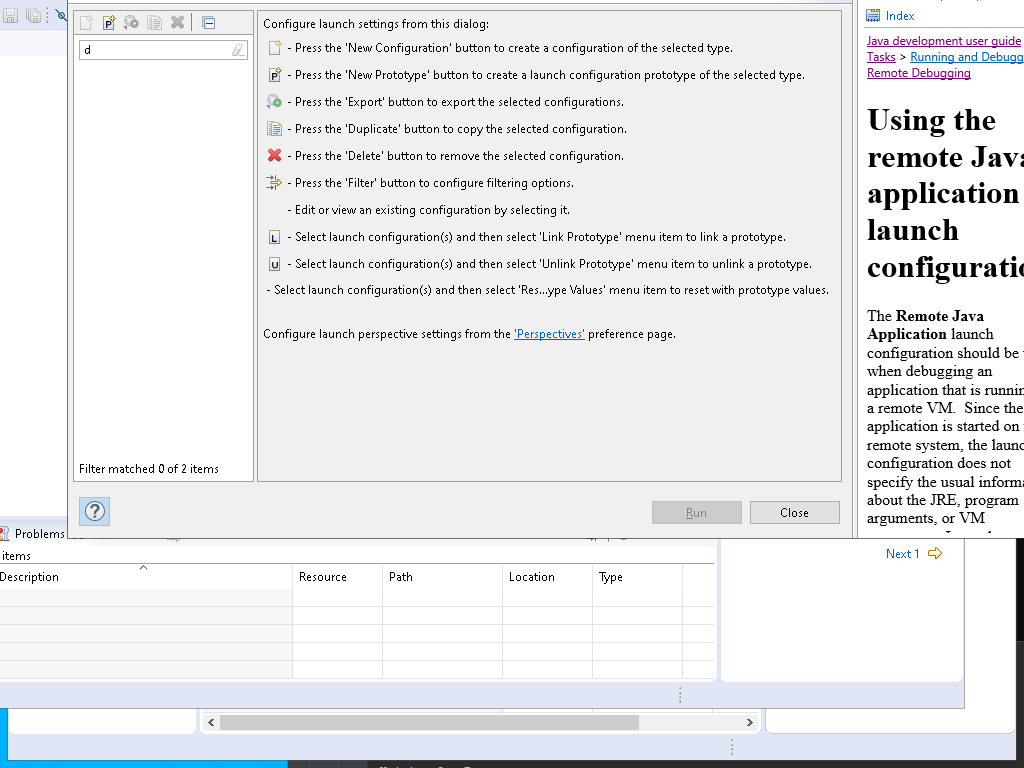 d
Filter matched 0 of 2 items
Configure launch settings from this dialog:
- Press the 'New Configuration' button to create a configuration of the selected type.
- Press the 'New Prototype' button to create a launch configuration prototype of the selected type.
- Press the 'Export' button to export the selected configurations.
- Press the 'Duplicate' button to copy the selected configuration.
- Press the 'Delete' button to remove the selected configuration.
- Press the 'Filter' button to configure filtering options.
- Edit or view an existing configuration by selecting it.
- Select launch configuration(s) and then select 'Link Prototype' menu item to link a prototype.
- Select launch configuration(s) and then select 'Unlink Prototype' menu item to unlink a prototype.
- Select launch configuration(s) and then select 'Res...ype Values' menu item to reset with prototype values.
Configure launch perspective settings from the 'Perspectives' preference page.
Run
Close
Index
Java development user guide
Tasks > Running and Debugg
Remote Debugging
Using the
remote Java
application
launch
configuratio
The Remote Java
Application launch
configuration should be
when debugging an
application that is runnin
a remote VM. Since the
application is started on
remote system, the launc
configuration does not
specify the usual informa
about the JRE, program
arguments, or VM
Next 1
Problems
items
Description
Resource
Path
Location
Type